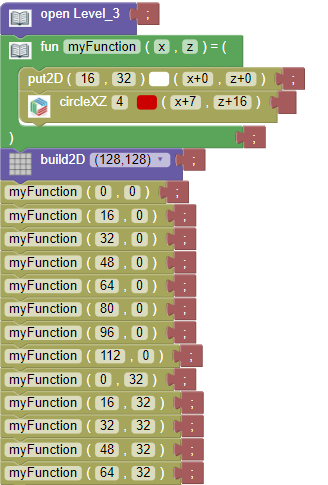 open Level_3 ;
fun myFunction ( x , z ) = (
put2D ( 16 , 32 ) ( x+0 , z+0 ) ;
circleXZ 4 ( x+7 , z+16 ) ;
) ;
build2D (128,128) ;
myFunction ( 0 , 0 ) ;
myFunction ( 16 , 0 ) ;
myFunction ( 32 , 0 ) ;
myFunction ( 48 , 0 ) ;
myFunction ( 64 , 0 ) ;
myFunction ( 80 , 0 ) ;
myFunction ( 96 , 0 ) ;
myFunction ( 112 , 0 ) ;
myFunction ( 0 , 32 ) ;
myFunction ( 16 , 32 ) ;
myFunction ( 32 , 32 ) ;
myFunction ( 48 , 32 ) ;
myFunction ( 64 , 32 ) ;